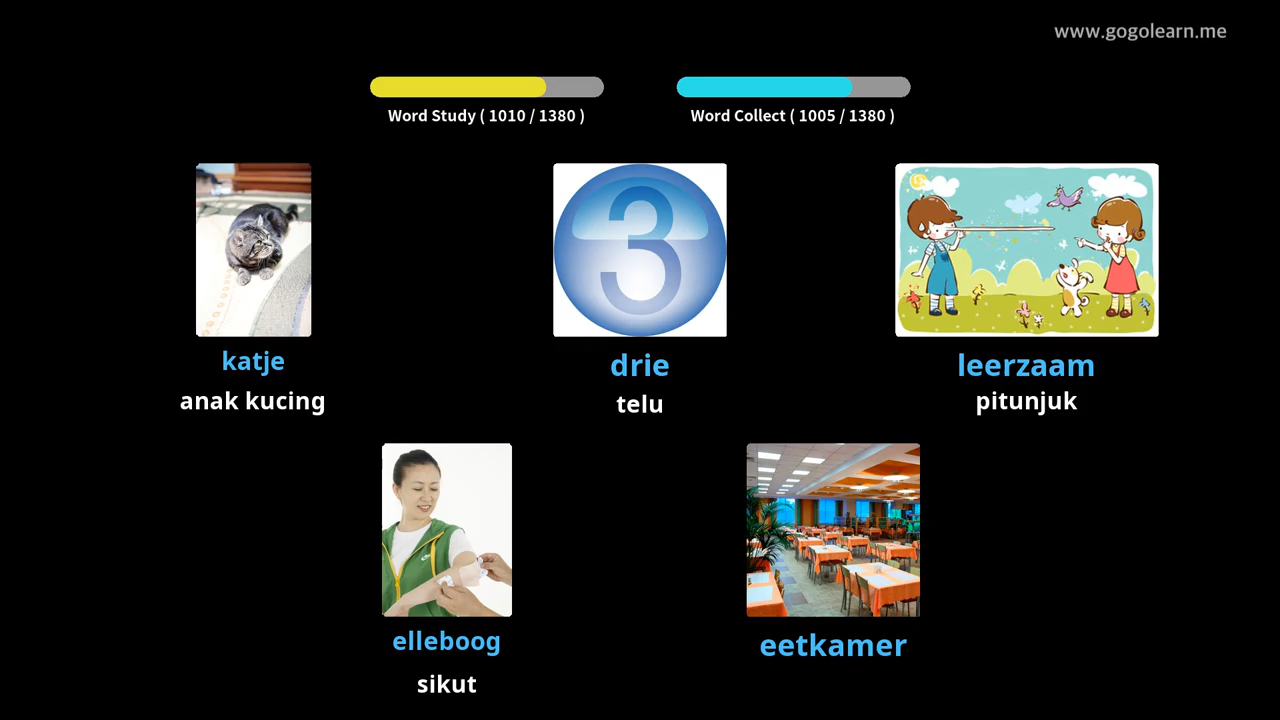 www.gogolearn.me
Word Study ( 1010 / 1380 )
Word Collect ( 1005 / 1380 )
3
katje
anak kucing
drie
telu
leerzaam
pitunjuk
elleboog
sikut
eetkamer